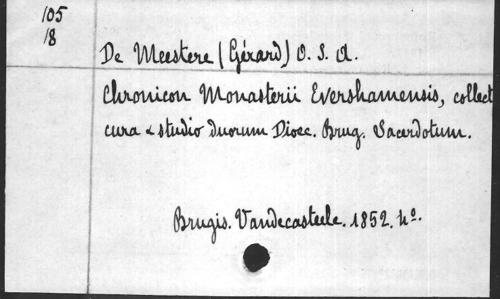 105
18
De Meestere (Gérard) O. S. A.
Chronicon Monasterii Evershamensis, collect
cura & studio duorum Dioec. Brug. Sacerdotum.
Brugis. Vandecasteele. 1852. 4º.